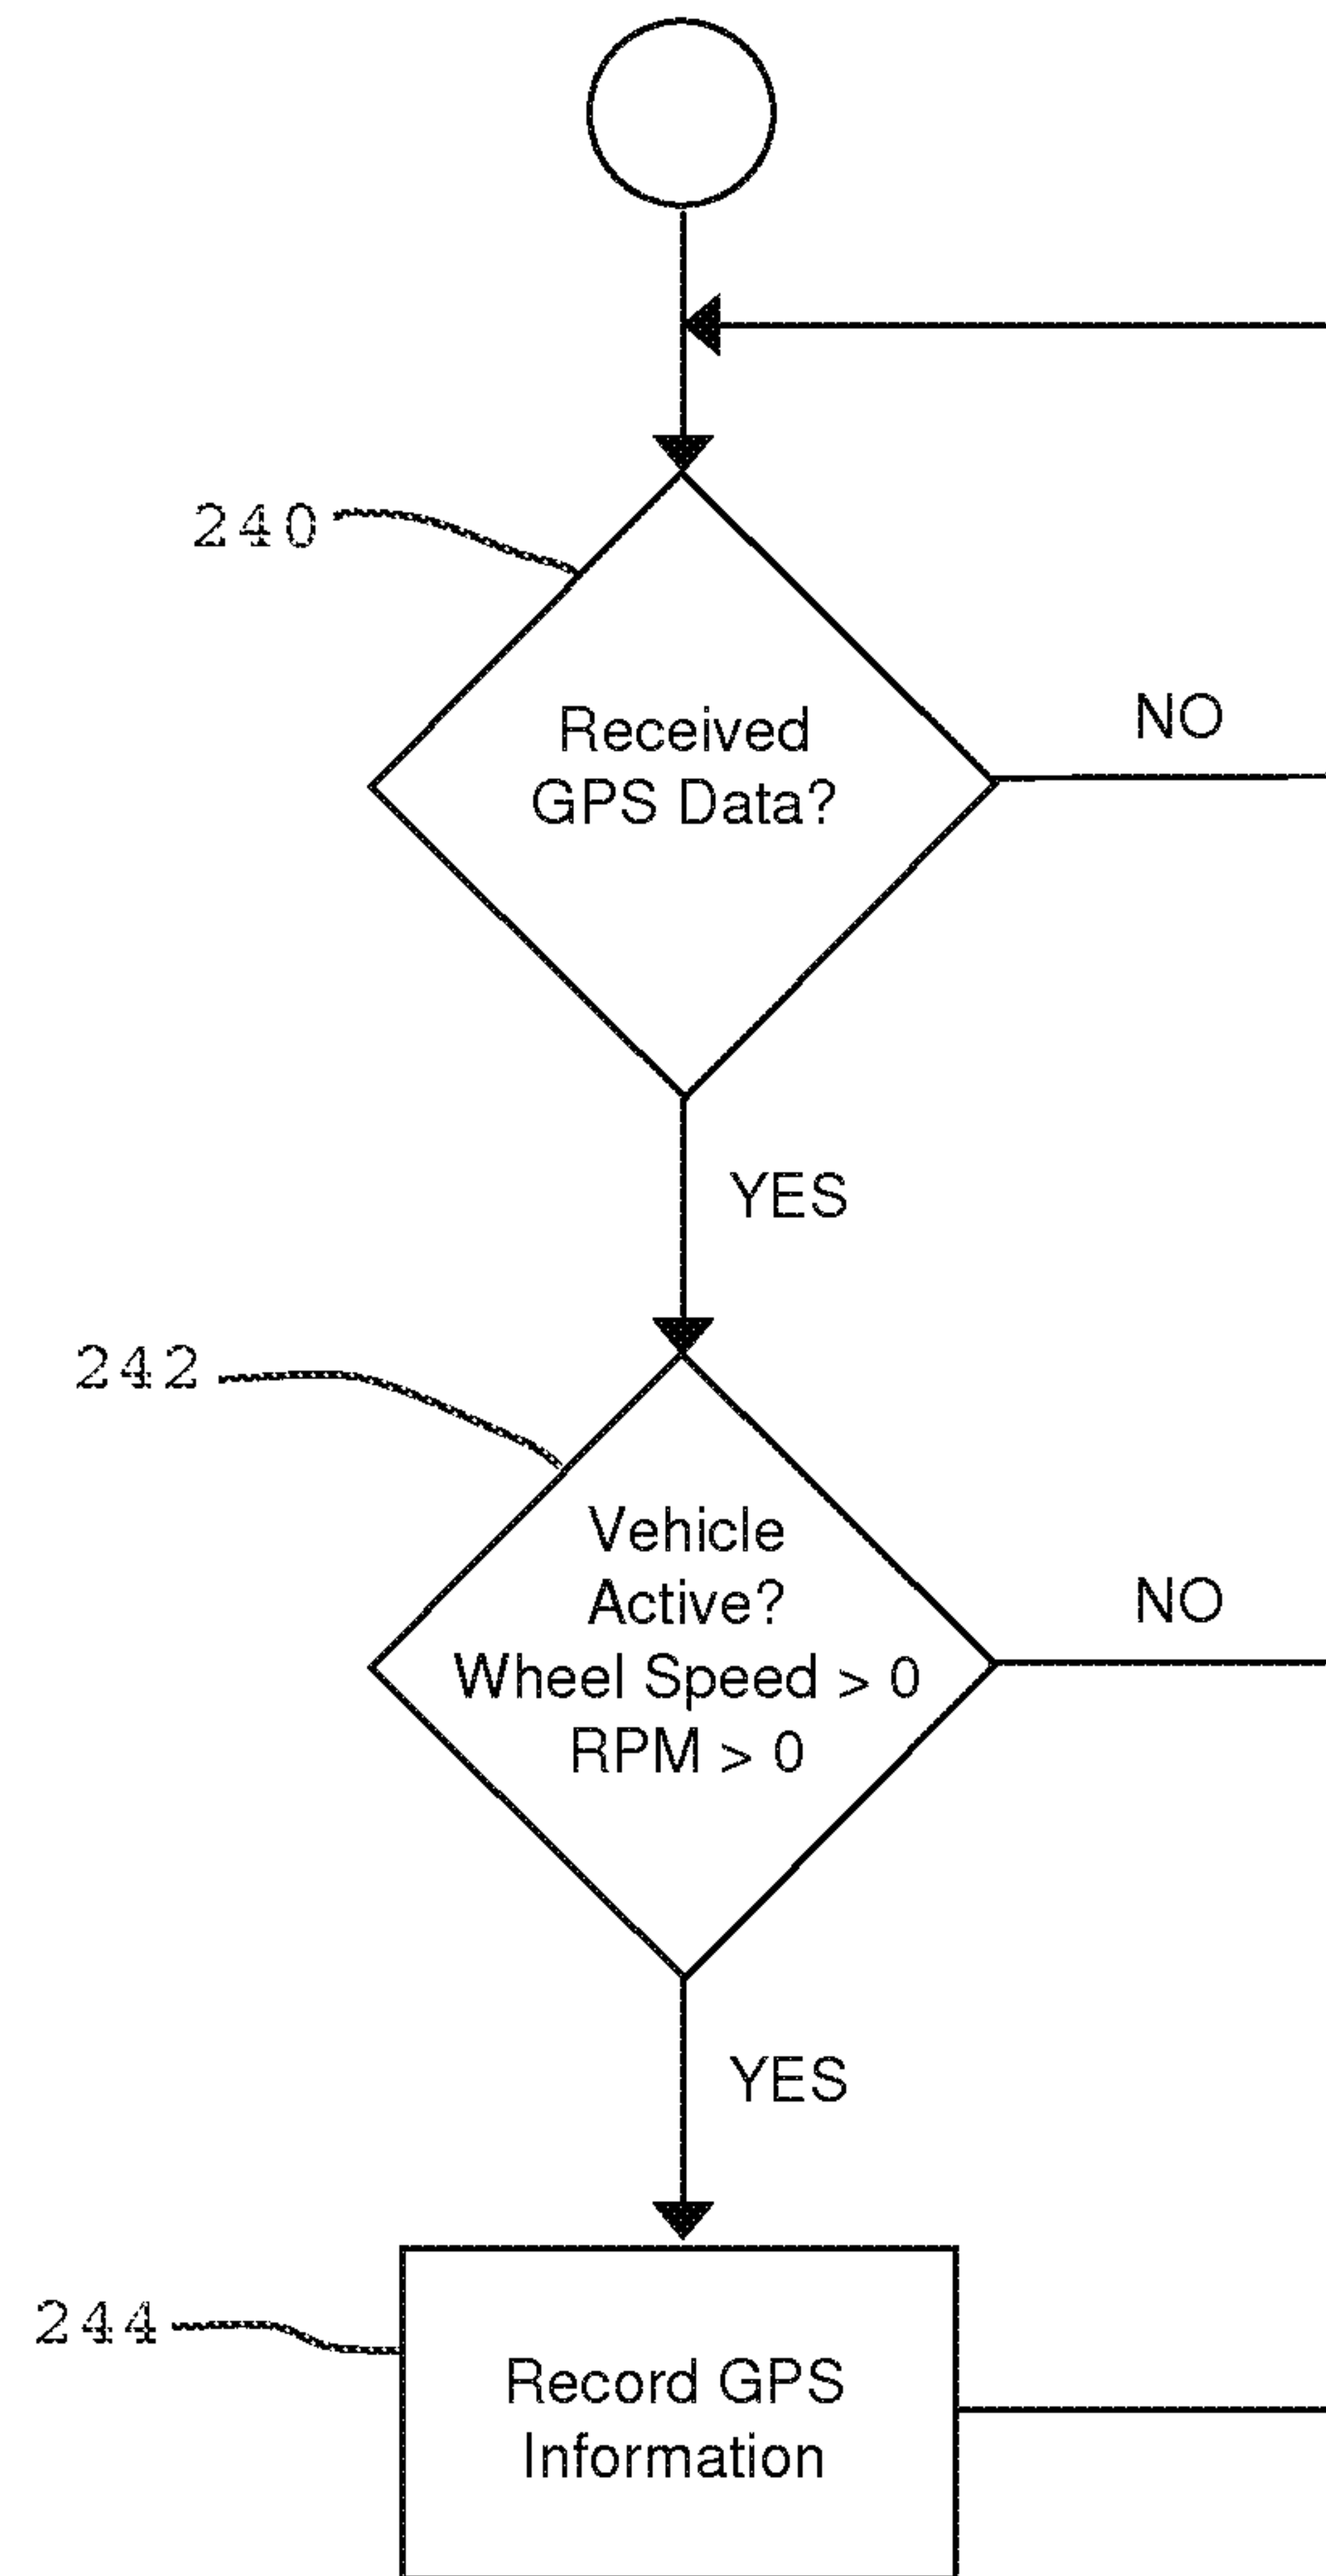 240
Received
GPS Data?
NO
YES
242
Vehicle
Active?
Wheel Speed > 0
RPM > 0
NO
YES
244
Record GPS
Information